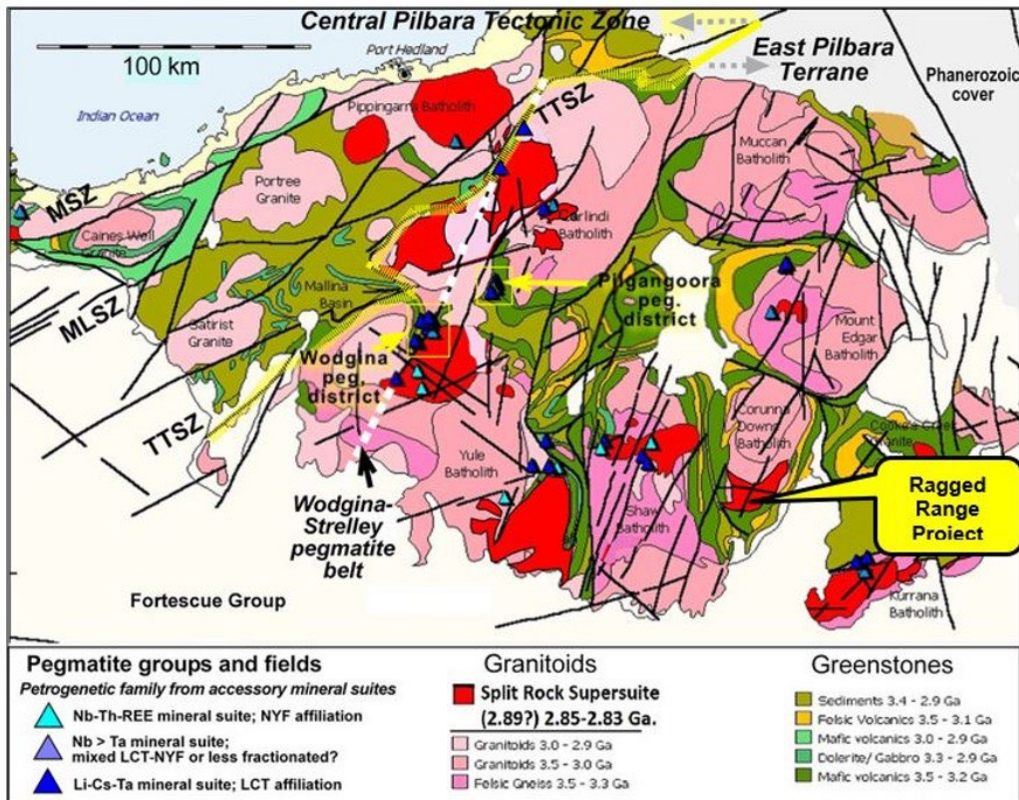 Central Pilbara Tectonic Zone
100 km
Port Hedland
East Pilbara
Terrane
Phanerozoic
cover
Indian Ocean
Pippingarra Batholith
TTSZ
Muccan
Batholith
MSZ
Portree
Granite
Caines Well
Granite
Carlindi
Batholith
MLSZ
Mallina
Basin
Pilgangoora
peg.
district
Satirist
Granite
Wodgina
peg.
district
Mount
Edgar
Batholith
TTSZ
Corunna
Downs
Batholith
Cooke's Creek
Granite
Yule
Batholith
Ragged
Range
Project
Wodgina-
Strelley
pegmatite
belt
Shaw
Batholith
Fortescue Group
Kurrana
Batholith
Pegmatite groups and fields
Petrogenetic family from accessory mineral suites
Nb-Th-REE mineral suite; NYF affiliation
Nb > Ta mineral suite;
mixed LCT-NYF or less fractionated?
Li-Cs-Ta mineral suite; LCT affiliation
Granitoids
Split Rock Supersuite
(2.89?) 2.85-2.83 Ga.
Granitoids 3.0 - 2.9 Ga
Granitoids 3.5 - 3.0 Ga
Felsic Gneiss 3.5 - 3.3 Ga
Greenstones
Sediments 3.4 - 2.9 Ga
Felsic Volcanics 3.5 - 3.1 Ga
Mafic volcanics 3.0 - 2.9 Ga
Dolerite/ Gabbro 3.3 - 2.9 Ga
Mafic volcanics 3.5 - 3.2 Ga